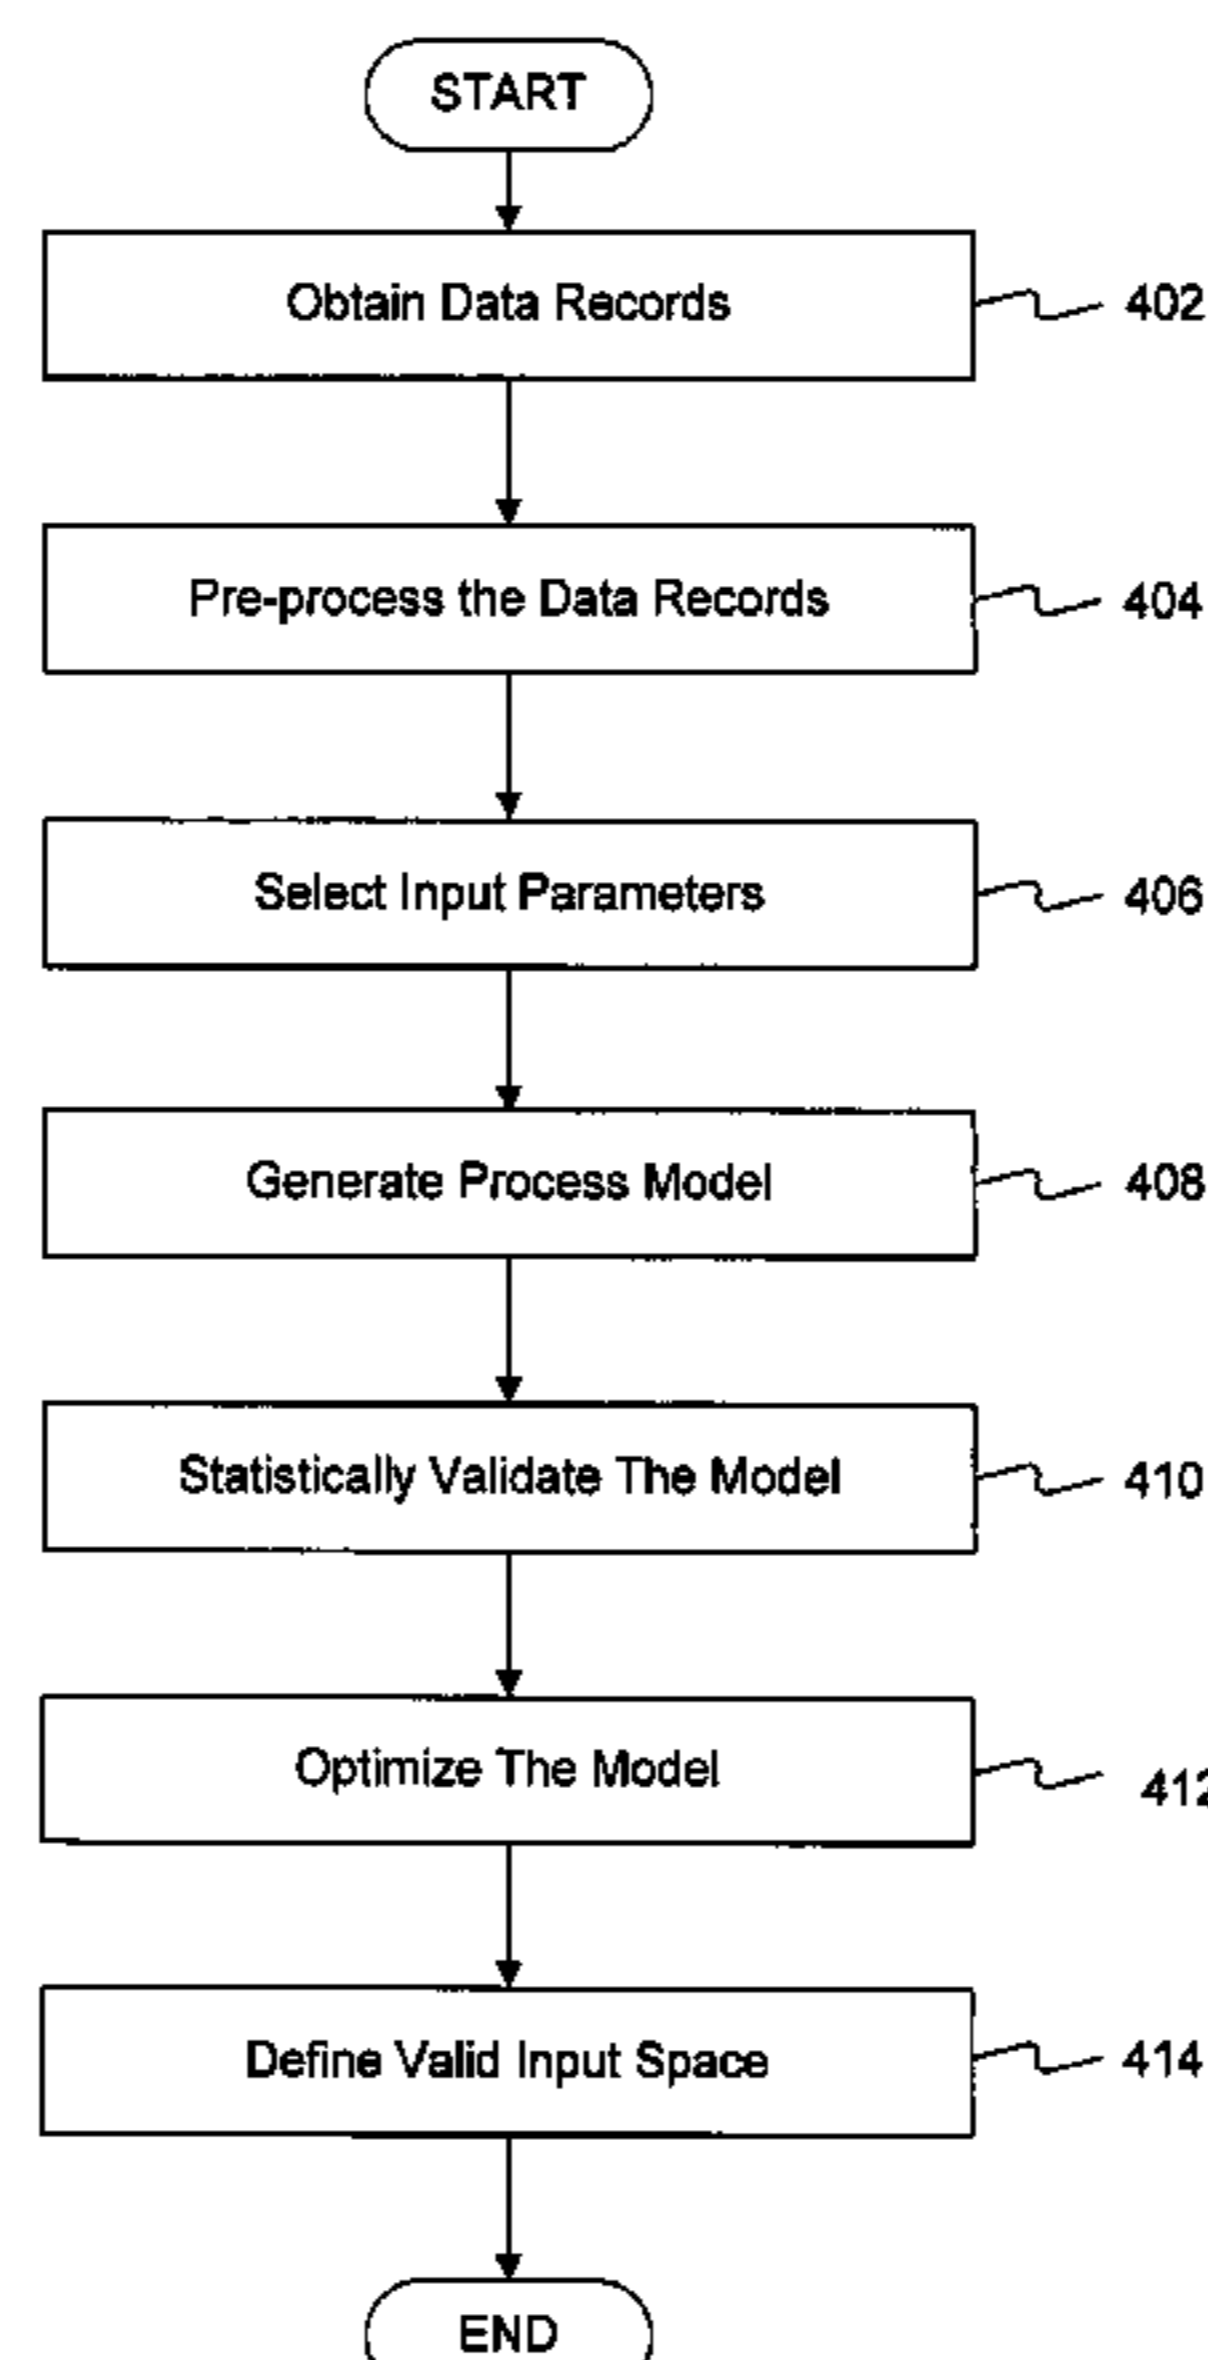 START
Obtain Data Records
402
Pre-process the Data Records
404
Select Input Parameters
406
Generate Process Model
408
Statistically Validate The Model
410
Optimize The Model
412
Define Valid Input Space
414
END